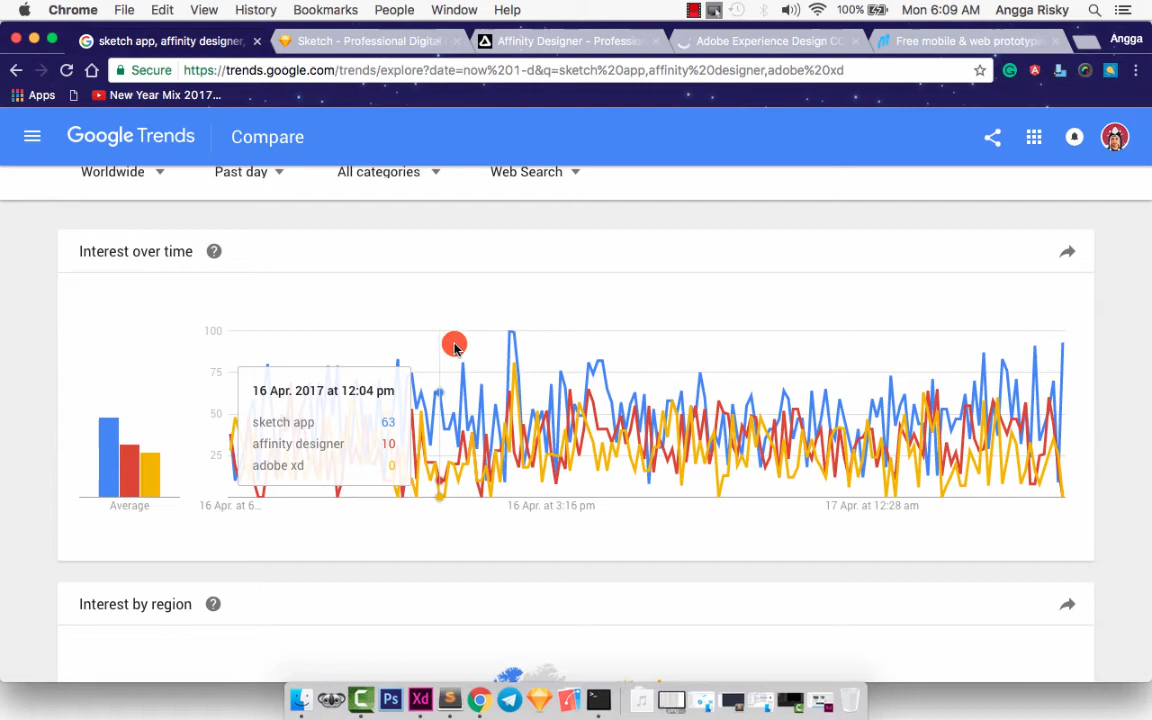 Chrome File Edit View History Bookmarks People Window Help 100% Mon 6:09 AM Angga Risky
sketch app, affinity designer, Sketch - Professional Digital Affinity Designer - Profession Adobe Experience Design CC Free mobile & web prototypin Angga
Secure https://trends.google.com/trends/explore?date=now%201-d&q=sketch%20app,affinity%20designer,adobe%20xd
Apps New Year Mix 2017...
Google Trends Compare
Worldwide Past day All categories Web Search
Interest over time
100
75
50
25
16 Apr. 2017 at 12:04 pm
sketch app 63
affinity designer 10
adobe xd 0
Average 16 Apr. at 6... 16 Apr. at 3:16 pm 17 Apr. at 12:28 am
Interest by region
Ps Xd S